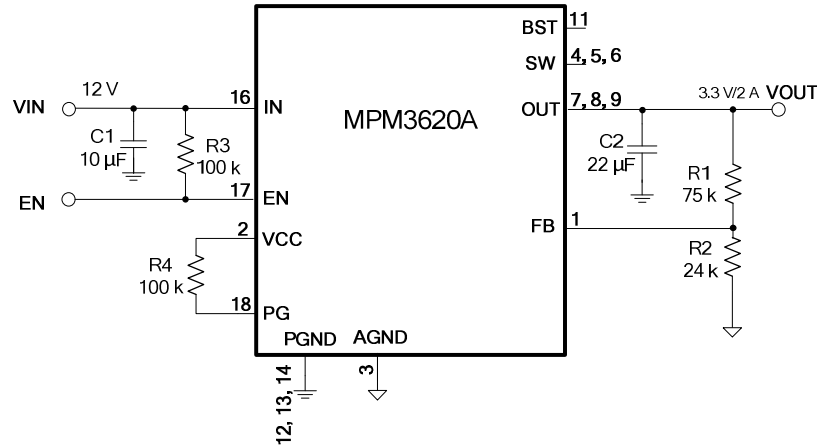 BST 11
SW 4, 5, 6
VIN 12 V 16 IN
MPM3620A
OUT 7, 8, 9 3.3 V/2 A VOUT
C1
10 µF
R3
100 k
C2
22 µF
R1
75 k
EN 17 EN
2 VCC
FB 1
R4
100 k
R2
24 k
18 PG
PGND AGND
12, 13, 14
3